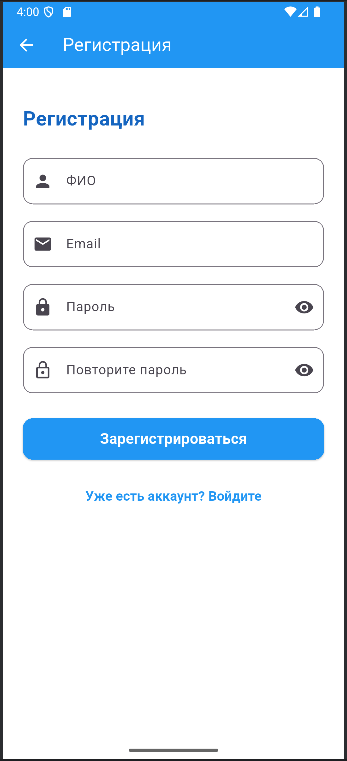 4:00
Регистрация
Регистрация
ФИО
Email
Пароль
Повторите пароль
Зарегистрироваться
Уже есть аккаунт? Войдите